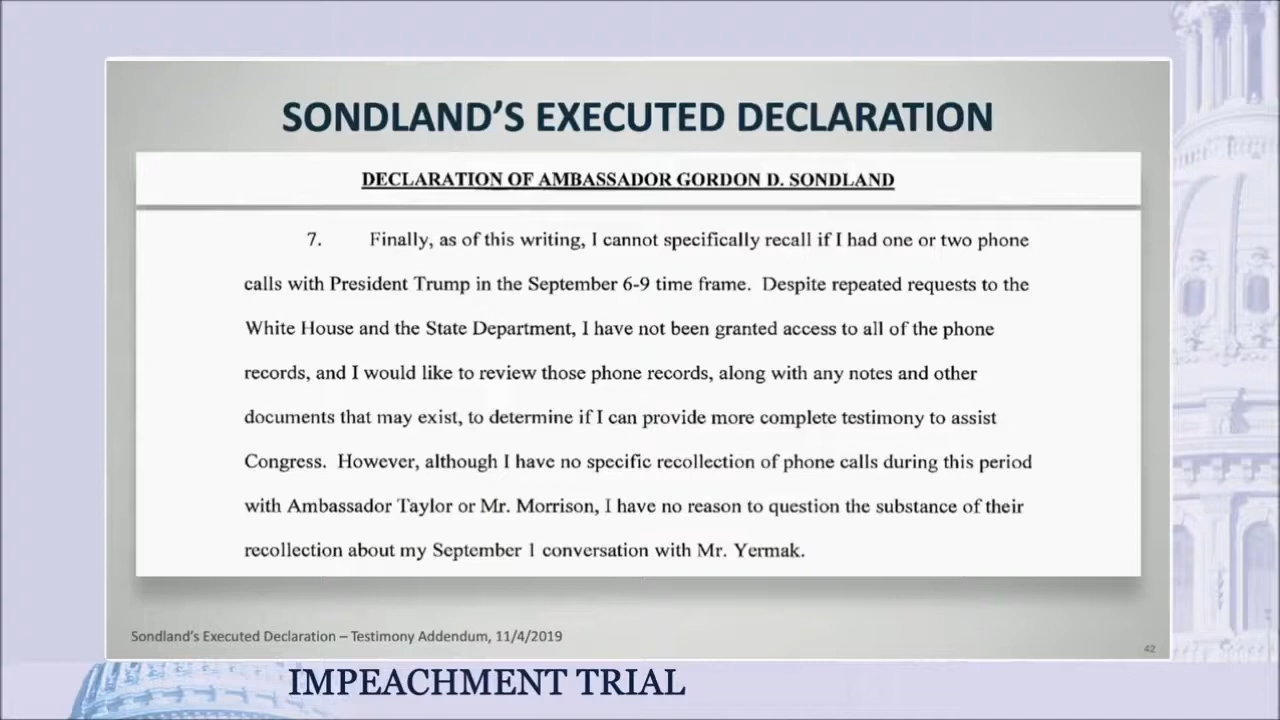 SONDLAND'S EXECUTED DECLARATION
DECLARATION OF AMBASSADOR GORDON D. SONDLAND
7. Finally, as of this writing, I cannot specifically recall if I had one or two phone
calls with President Trump in the September 6-9 time frame. Despite repeated requests to the
White House and the State Department, I have not been granted access to all of the phone
records, and I would like to review those phone records, along with any notes and other
documents that may exist, to determine if I can provide more complete testimony to assist
Congress. However, although I have no specific recollection of phone calls during this period
with Ambassador Taylor or Mr. Morrison, I have no reason to question the substance of their
recollection about my September 1 conversation with Mr. Yermak.
Sondland's Executed Declaration – Testimony Addendum, 11/4/2019
42
IMPEACHMENT TRIAL